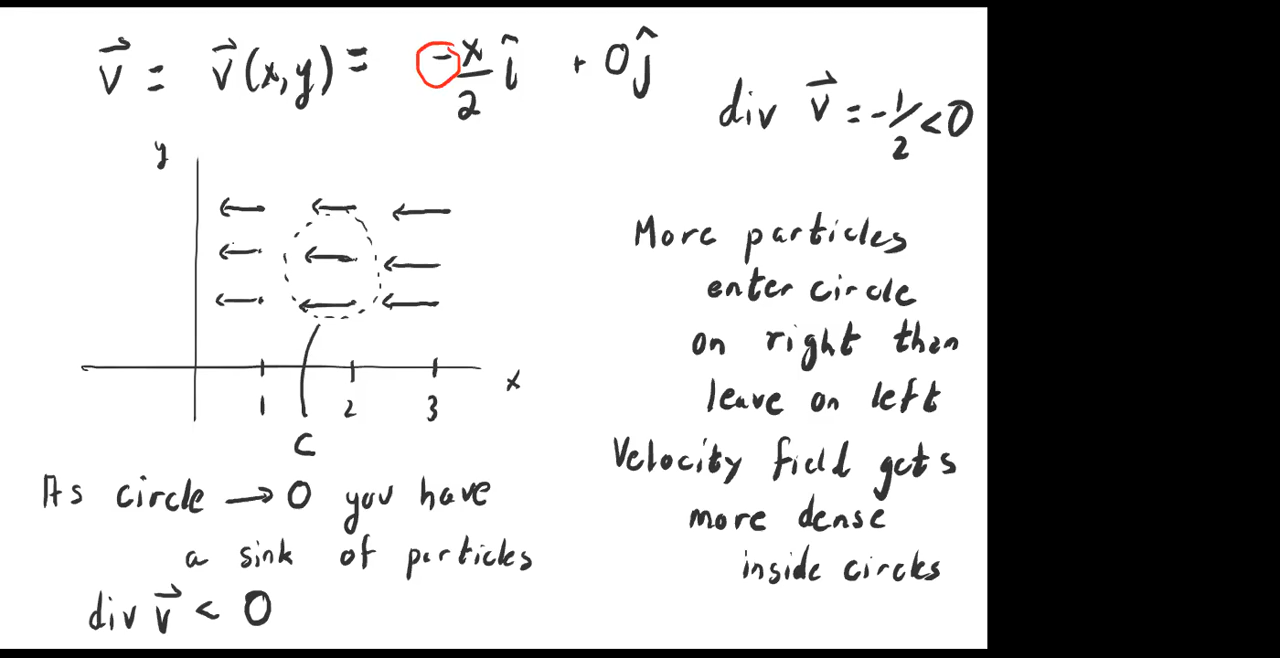 v⃗ = v⃗(x,y) = -x/2 î + 0ĵ
div v⃗ = -1/2 < 0
y
1 2 3 x
C
More particles
enter circle
on right than
leave on left
Velocity field gets
more dense
inside circles
As circle → 0 you have
a sink of particles
div v⃗ < 0